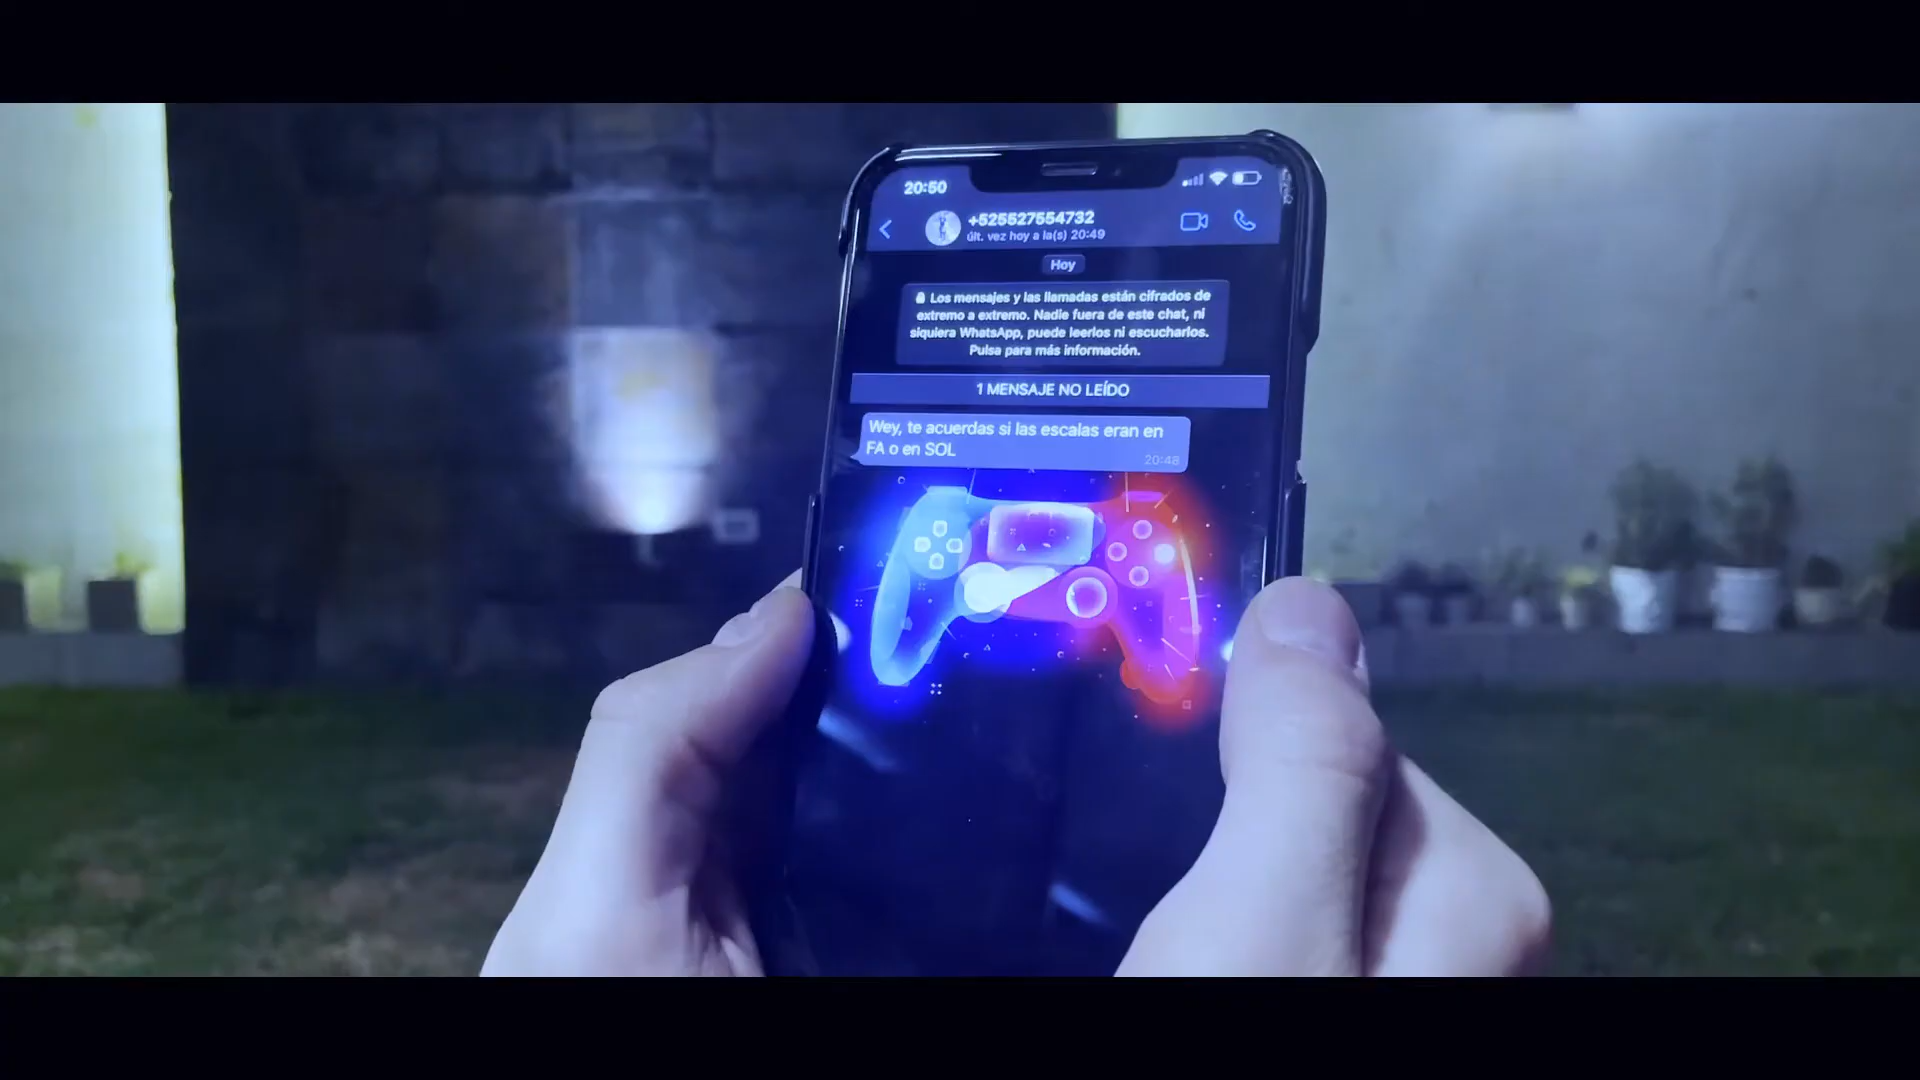 20:50
+525527554732
últ. vez hoy a la(s) 20:49
Hoy
Los mensajes y las llamadas están cifrados de
extremo a extremo. Nadie fuera de este chat, ni
siquiera WhatsApp, puede leerlos ni escucharlos.
Pulsa para más información.
1 MENSAJE NO LEÍDO
Wey, te acuerdas si las escalas eran en
FA o en SOL
20:48